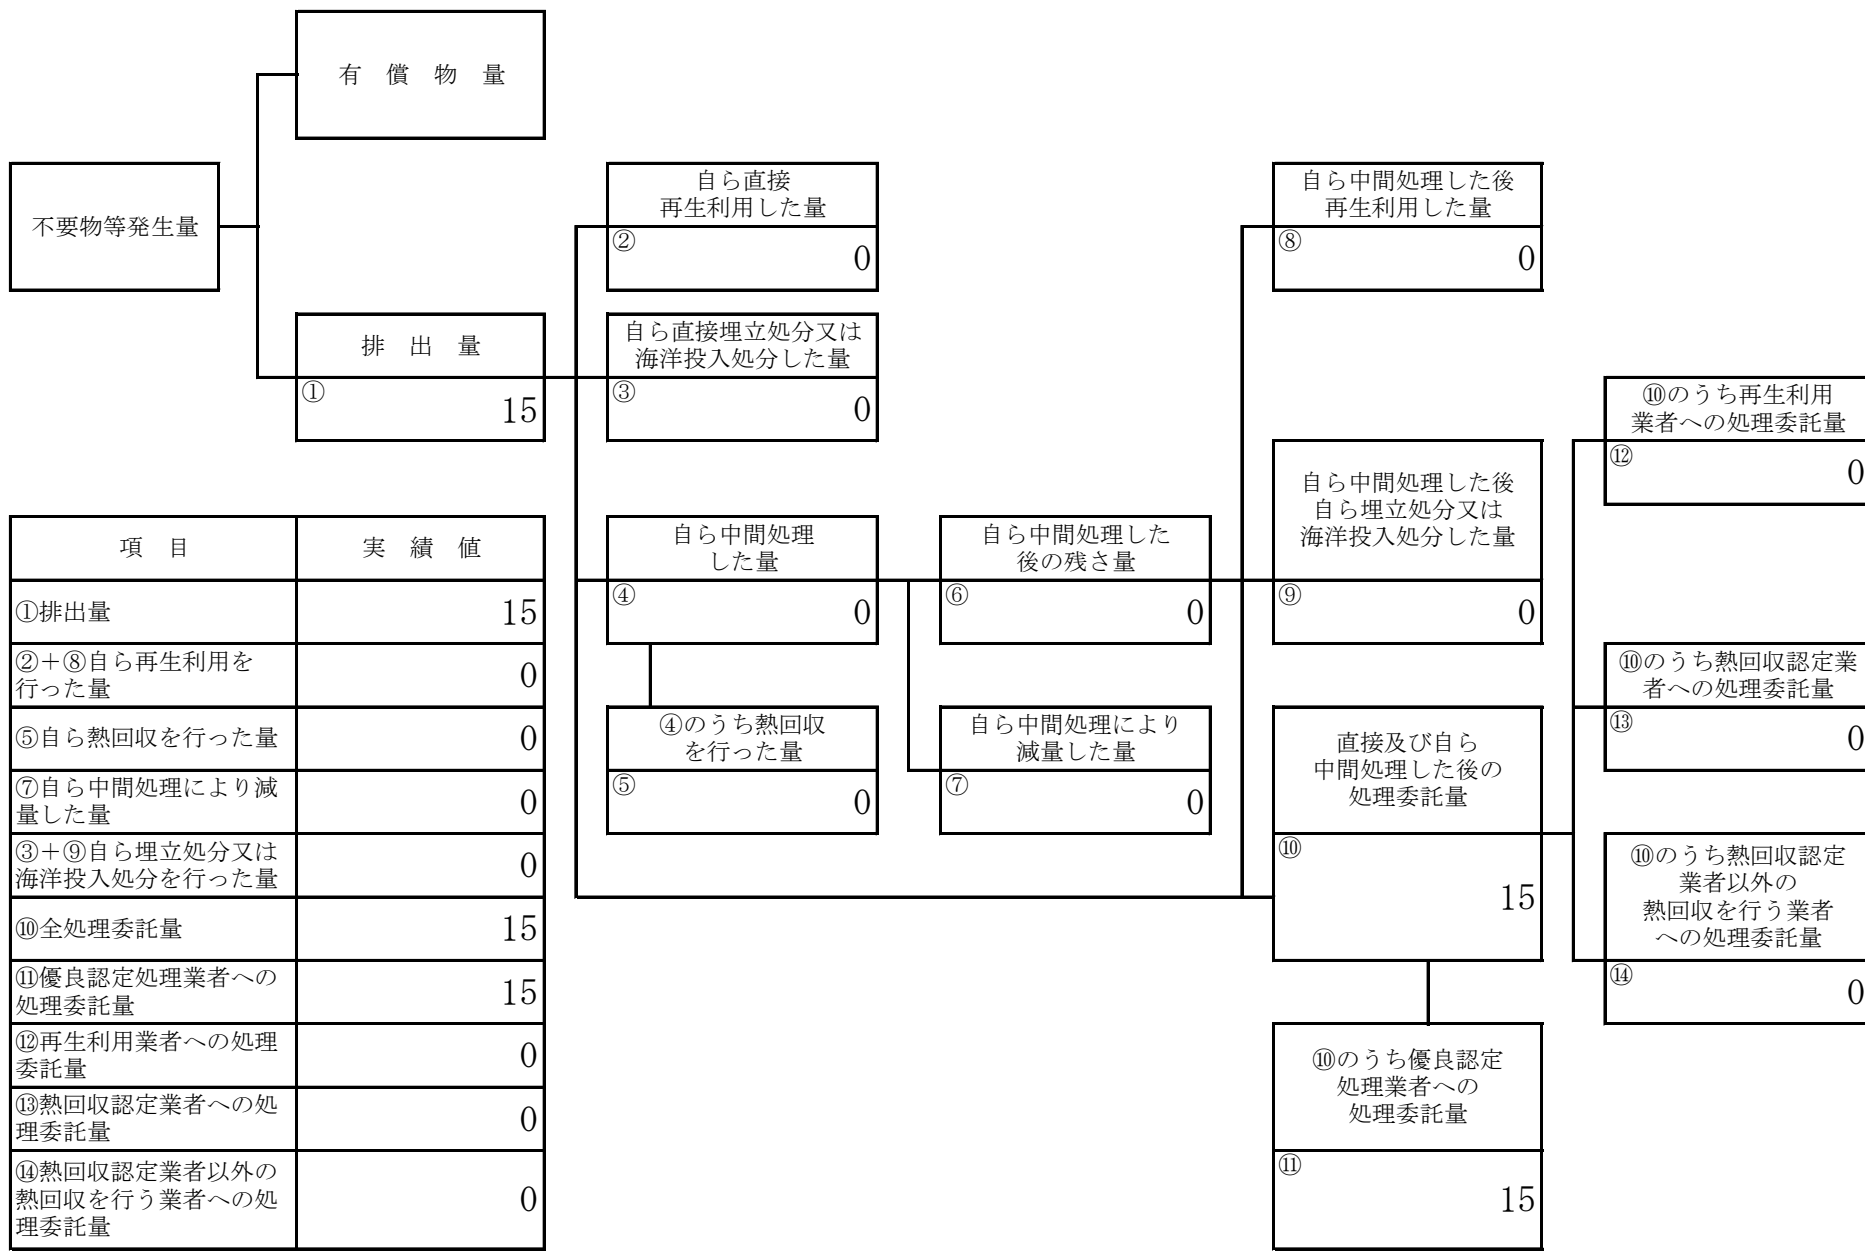 有 償 物 量
不要物等発生量
自ら直接
再生利用した量
②
0
自ら中間処理した後
再生利用した量
⑧
0
排 出 量
①
15
自ら直接埋立処分又は
海洋投入処分した量
③
0
⑩のうち再生利用
業者への処理委託量
⑫
0
自ら中間処理した後
自ら埋立処分又は
海洋投入処分した量
⑨
0
自ら中間処理
した量
④
0
自ら中間処理した
後の残さ量
⑥
0
⑩のうち熱回収認定業
者への処理委託量
⑬
0
④のうち熱回収
を行った量
⑤
0
自ら中間処理により
減量した量
⑦
0
直接及び自ら
中間処理した後の
処理委託量
⑩
15
⑩のうち熱回収認定
業者以外の
熱回収を行う業者
への処理委託量
⑭
0
⑩のうち優良認定
処理業者への
処理委託量
⑪
15
項 目
実 績 値
①排出量
15
②+⑧自ら再生利用を
行った量
0
⑤自ら熱回収を行った量
0
⑦自ら中間処理により減
量した量
0
③+⑨自ら埋立処分又は
海洋投入処分を行った量
0
⑩全処理委託量
15
⑪優良認定処理業者への
処理委託量
15
⑫再生利用業者への処理
委託量
0
⑬熱回収認定業者への処
理委託量
0
⑭熱回収認定業者以外の
熱回収を行う業者への処
理委託量
0